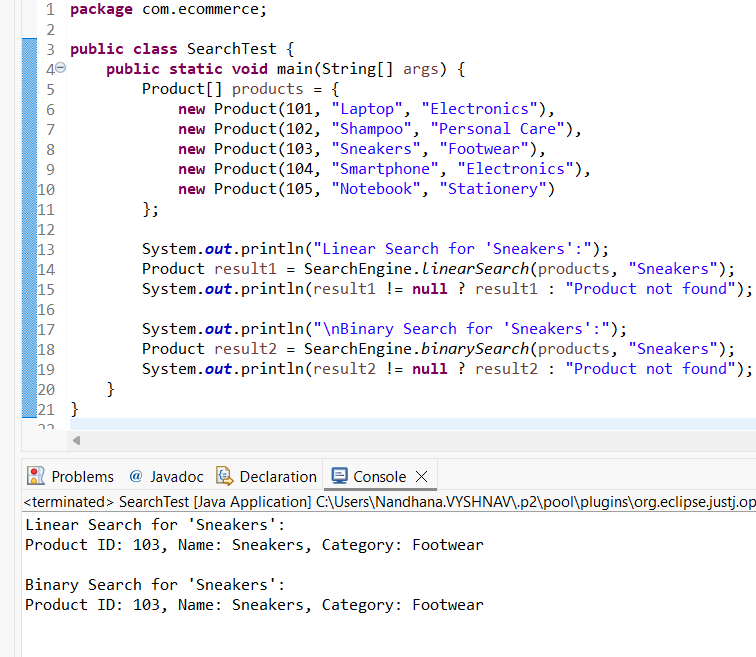 1 package com.ecommerce;
2
3 public class SearchTest {
4 public static void main(String[] args) {
5 Product[] products = {
6 new Product(101, "Laptop", "Electronics"),
7 new Product(102, "Shampoo", "Personal Care"),
8 new Product(103, "Sneakers", "Footwear"),
9 new Product(104, "Smartphone", "Electronics"),
10 new Product(105, "Notebook", "Stationery")
11 };
12
13 System.out.println("Linear Search for 'Sneakers':");
14 Product result1 = SearchEngine.linearSearch(products, "Sneakers");
15 System.out.println(result1 != null ? result1 : "Product not found");
16
17 System.out.println("\nBinary Search for 'Sneakers':");
18 Product result2 = SearchEngine.binarySearch(products, "Sneakers");
19 System.out.println(result2 != null ? result2 : "Product not found");
20 }
21 }
22
Problems @ Javadoc Declaration Console
<terminated> SearchTest [Java Application] C:\Users\Nandhana.VYSHNAV\.p2\pool\plugins\org.eclipse.justj.op
Linear Search for 'Sneakers':
Product ID: 103, Name: Sneakers, Category: Footwear
Binary Search for 'Sneakers':
Product ID: 103, Name: Sneakers, Category: Footwear